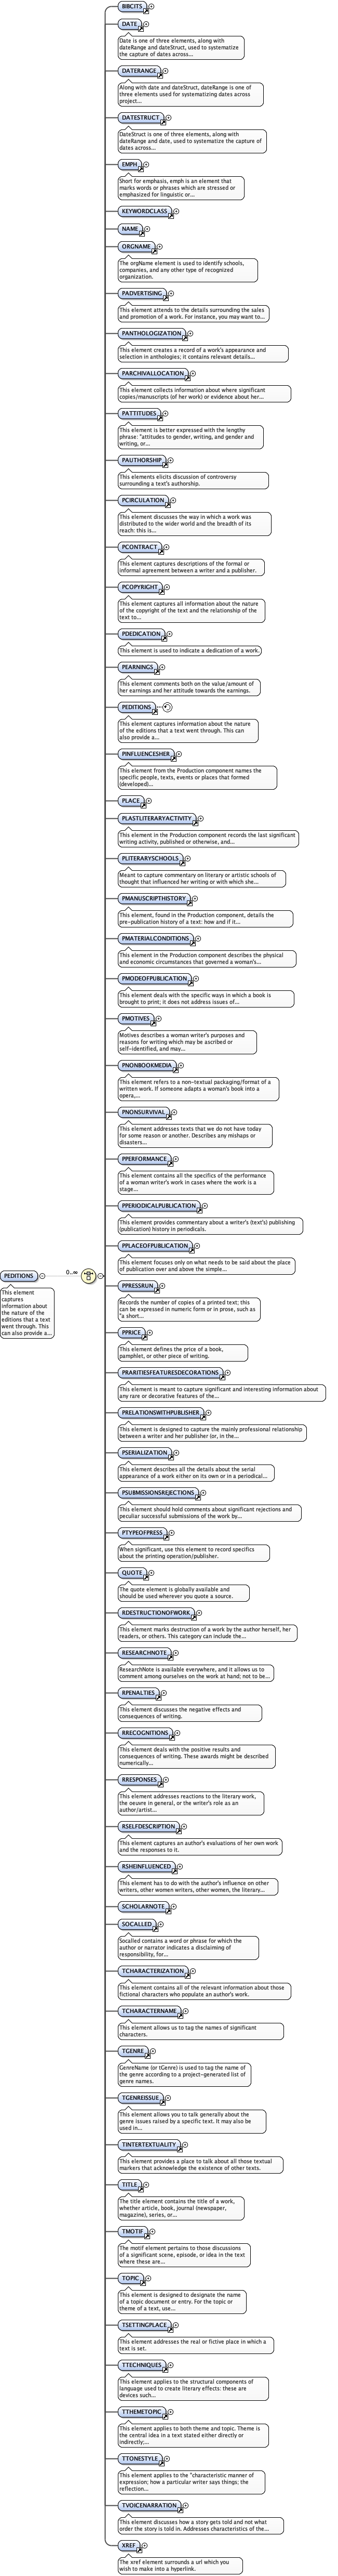 BIBCITS
DATE
Date is one of three elements, along with
dateRange and dateStruct, used to systematize
the capture of dates across...
DATERANGE
Along with date and dateStruct, dateRange is one of
three elements used for systematizing dates across
project...
DATESTRUCT
DateStruct is one of three elements, along with
dateRange and date, used to systematize the capture of
dates across...
EMPH
Short for emphasis, emph is an element that
marks words or phrases which are stressed or
emphasized for linguistic or...
KEYWORDCLASS
NAME
ORGNAME
The orgName element is used to identify schools,
companies, and any other type of recognized
organization.
PADVERTISING
This element attends to the details surrounding the sales
and promotion of a work. For instance, you may want to...
PANTHOLOGIZATION
This element creates a record of a work's appearance and
selection in anthologies; it contains relevant details...
PARCHIVALLOCATION
This element collects information about where significant
copies/manuscripts (of her work) or evidence about her...
PATTITUDES
This element is better expressed with the lengthy
phrase: "attitudes to gender, writing, and gender and
writing, or...
PAUTHORSHIP
This elements elicits discussion of controversy
surrounding a text's authorship.
PCIRCULATION
This element discusses the way in which a work was
distributed to the wider world and the breadth of its
reach: this is...
PCONTRACT
This element captures descriptions of the formal or
informal agreement between a writer and a publisher.
PCOPYRIGHT
This element captures all information about the nature
of the copyright of the text and the relationship of the
text to...
PDEDICATION
This element is used to indicate a dedication of a work.
PEARNINGS
This element comments both on the value/amount of
her earnings and her attitude towards the earnings.
PEDITIONS
This element captures information about the nature
of the editions that a text went through. This can
also provide a...
PINFLUENCESHER
This element from the Production component names the
specific people, texts, events or places that formed
(developed)...
PLACE
PLASTLITERARYACTIVITY
This element in the Production component records the last significant
writing activity, published or otherwise, and...
PLITERARYSCHOOLS
Meant to capture commentary on literary or artistic schools of
thought that influenced her writing or with which she...
PMANUSCRIPTHISTORY
This element, found in the Production component, details the
pre-publication history of a text: how and if it...
PMATERIALCONDITIONS
This element in the Production component describes the physical
and economic circumstances that governed a woman's...
PMODEOFPUBLICATION
This element deals with the specific ways in which a book is
brought to print; it does not address issues of...
PMOTIVES
Motives describes a woman writer's purposes and
reasons for writing which may be ascribed or
self-identified, and may...
PNONBOOKMEDIA
This element refers to a non-textual packaging/format of a
written work. If someone adapts a woman's book into a
opera,...
PNONSURVIVAL
This element addresses texts that we do not have today
for some reason or another. Describes any mishaps or
disasters...
PPERFORMANCE
This element contains all the specifics of the performance
of a woman writer's work in cases where the work is a
stage...
PPERIODICALPUBLICATION
This element provides commentary about a writer's (text's) publishing
(publication) history in periodicals.
PPLACEOFPUBLICATION
This element focuses only on what needs to be said about the place
of publication over and above the simple...
PEDITIONS
0..∞
This element
captures
information about
the nature of the
editions that a text
went through. This
can also provide a...
PPRESSRUN
Records the number of copies of a printed text; this
can be expressed in numeric form or in prose, such as
"a short...
PPRICE
This element defines the price of a book,
pamphlet, or other piece of writing.
PRARITIESFEATURESDECORATIONS
This element is meant to capture significant and interesting information about
any rare or decorative features of the...
PRELATIONSWITHPUBLISHER
This element is designed to capture the mainly professional relationship
between a writer and her publisher (or, in the...
PSERIALIZATION
This element describes all the details about the serial
appearance of a work either on its own or in a periodical...
PSUBMISSIONSREJECTIONS
This element should hold comments about significant rejections and
peculiar successful submissions of the work by...
PTYPEOFPRESS
When significant, use this element to record specifics
about the printing operation/publisher.
QUOTE
The quote element is globally available and
should be used wherever you quote a source.
RDESTRUCTIONOFWORK
This element marks destruction of a work by the author herself, her
readers, or others. This category can include the...
RESEARCHNOTE
ResearchNote is available everywhere, and it allows us to
comment among ourselves on the work at hand; not to be...
RPENALTIES
This element discusses the negative effects and
consequences of writing.
RRECOGNITIONS
This element deals with the positive results and
consequences of writing. These awards might be described
numerically...
RRESPONSES
This element addresses reactions to the literary work,
the oeuvre in general, or the writer's role as an
author/artist...
RSELFDESCRIPTION
This element captures an author's evaluations of her own work
and the responses to it.
RSHEINFLUENCED
This element has to do with the author's influence on other
writers, other women writers, other women, the literary...
SCHOLARNOTE
SOCALLED
Socalled contains a word or phrase for which the
author or narrator indicates a disclaiming of
responsibility, for...
TCHARACTERIZATION
This element contains all of the relevant information about those
fictional characters who populate an author's work.
TCHARACTERNAME
This element allows us to tag the names of significant
characters.
TGENRE
GenreName (or tGenre) is used to tag the name of
the genre according to a project-generated list of
genre names.
TGENREISSUE
This element allows you to talk generally about the
genre issues raised by a specific text. It may also be
used in...
TINTERTEXTUALITY
This element provides a place to talk about all those textual
markers that acknowledge the existence of other texts.
TITLE
The title element contains the title of a work,
whether article, book, journal (newspaper,
magazine), series, or...
TMOTIF
The motif element pertains to those discussions
of a significant scene, episode, or idea in the text
where these are...
TOPIC
This element is designed to designate the name
of a topic document or entry. For the topic or
theme of a text, use...
TSETTINGPLACE
This element addresses the real or fictive place in which a
text is set.
TTECHNIQUES
This element applies to the structural components of
language used to create literary effects: these are
devices such...
TTHEMETOPIC
This element applies to both theme and topic. Theme is
the central idea in a text stated either directly or
indirectly;...
TTONESTYLE
This element applies to the "characteristic manner of
expression; how a particular writer says things; the
reflection...
TVOICENARRATION
This element discusses how a story gets told and not what
order the story is told in. Addresses characteristics of the...
XREF
The xref element surrounds a url which you
wish to make into a hyperlink.